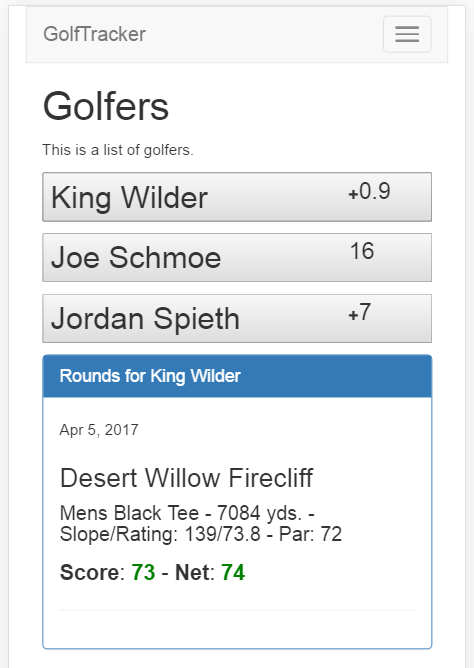 GolfTracker
Golfers
This is a list of golfers.
King Wilder +0.9
Joe Schmoe 16
Jordan Spieth +7
Rounds for King Wilder
Apr 5, 2017
Desert Willow Firecliff
Mens Black Tee - 7084 yds. -
Slope/Rating: 139/73.8 - Par: 72
Score: 73 - Net: 74